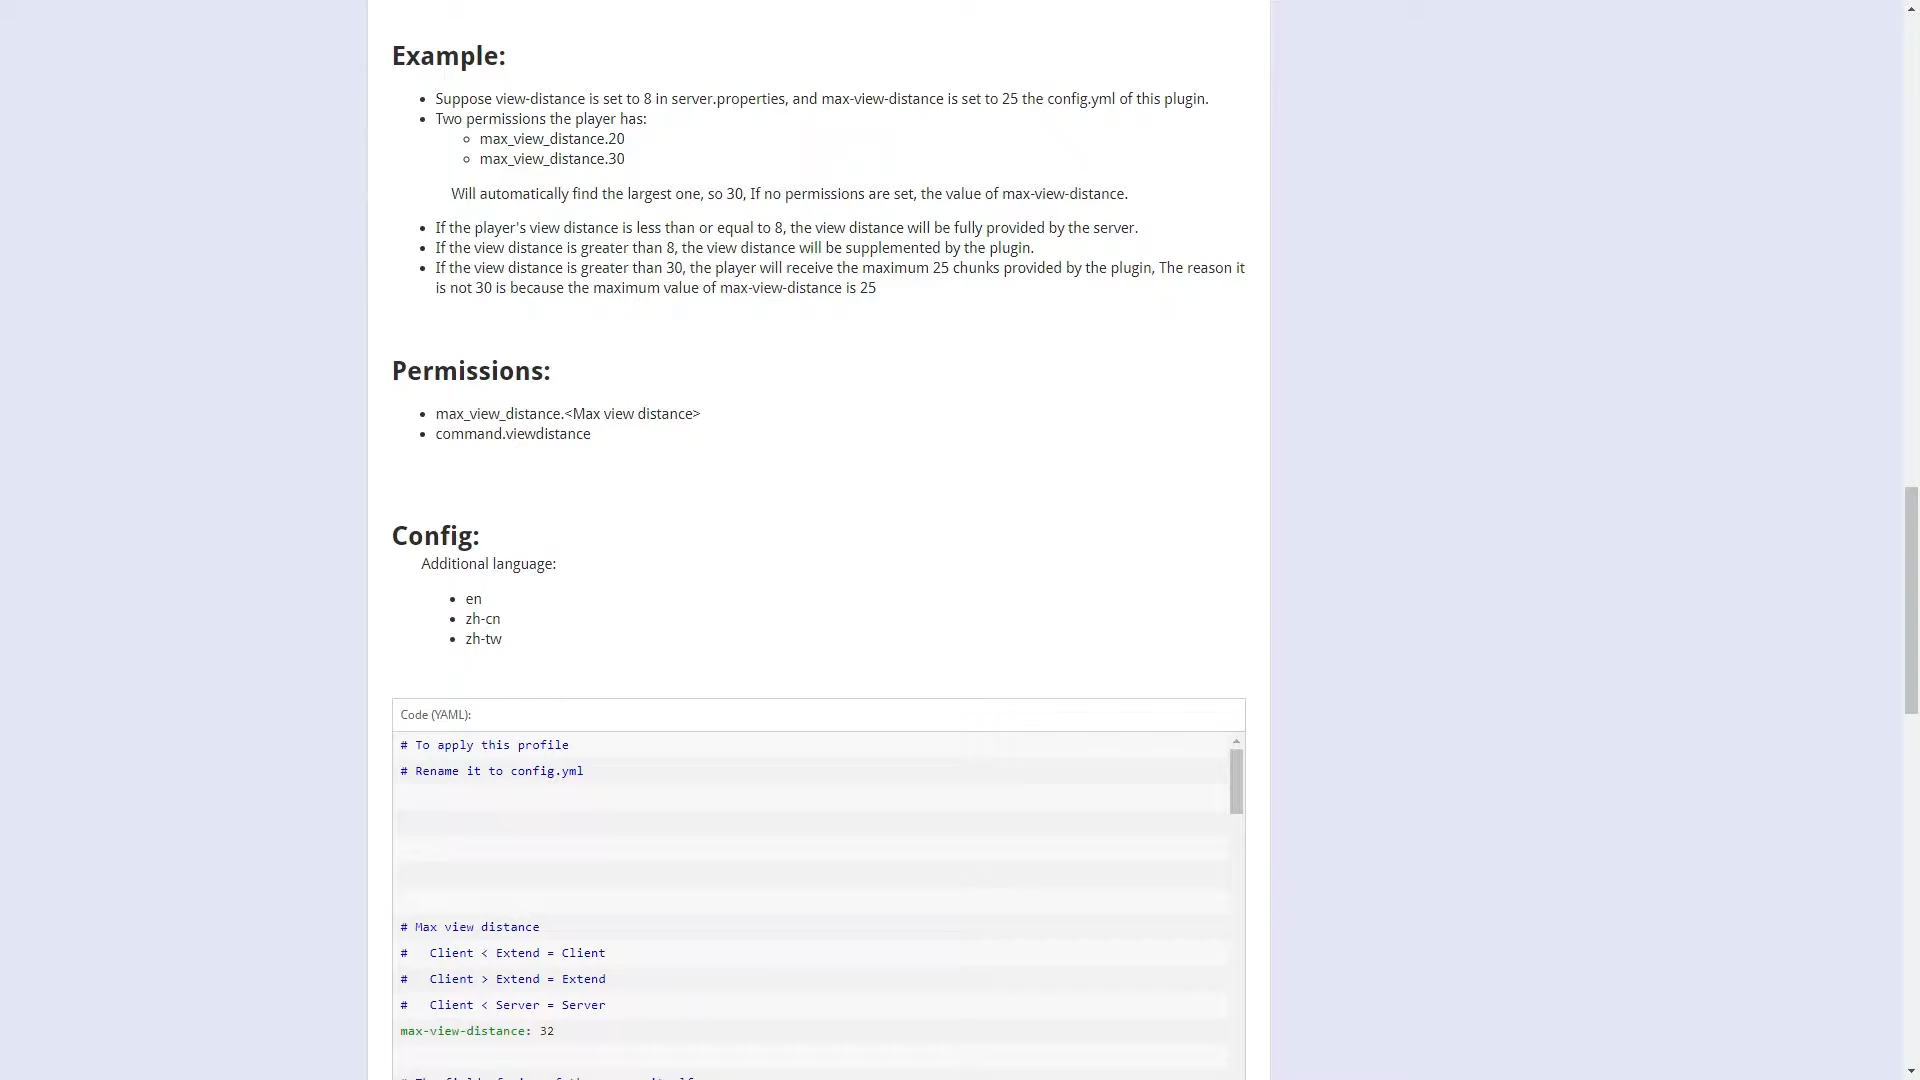 Example:
Suppose view-distance is set to 8 in server.properties, and max-view-distance is set to 25 the config.yml of this plugin.
Two permissions the player has:
max_view_distance.20
max_view_distance.30
Will automatically find the largest one, so 30, If no permissions are set, the value of max-view-distance.
If the player's view distance is less than or equal to 8, the view distance will be fully provided by the server.
If the view distance is greater than 8, the view distance will be supplemented by the plugin.
If the view distance is greater than 30, the player will receive the maximum 25 chunks provided by the plugin, The reason it
is not 30 is because the maximum value of max-view-distance is 25
Permissions:
max_view_distance.<Max view distance>
command.viewdistance
Config:
Additional language:
en
zh-cn
zh-tw
Code (YAML):
# To apply this profile
# Rename it to config.yml
# Max view distance
#   Client < Extend = Client
#   Client > Extend = Extend
#   Client < Server = Server
max-view-distance: 32